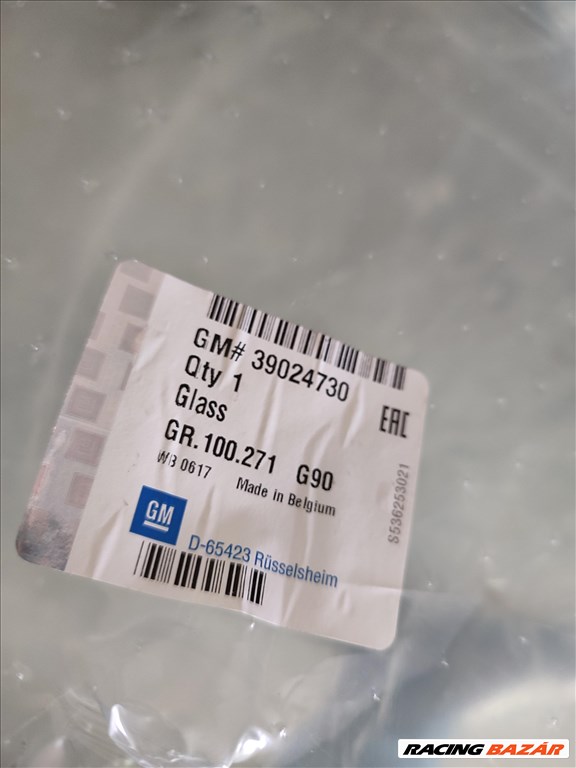 GM# 39024730
Qty 1
Glass
EAC
GR.100.271 G90
WB 0617 Made in Belgium
GM
D-65423 Rüsselsheim
S536253021
RACING BAZÁR